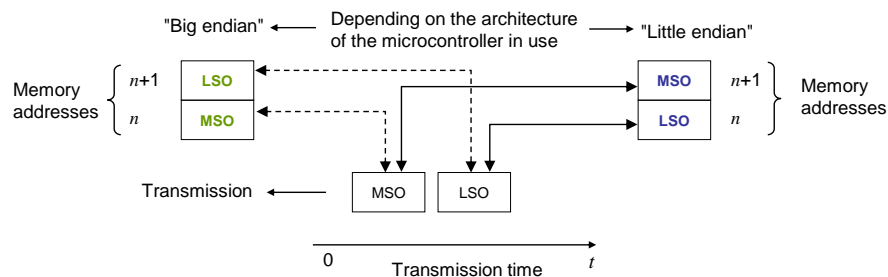 Depending on the architecture
of the microcontroller in use
"Big endian"
"Little endian"
Memory
addresses
n+1
n
LSO
MSO
MSO
LSO
n+1
n
Memory
addresses
Transmission
MSO
LSO
0
Transmission time
t